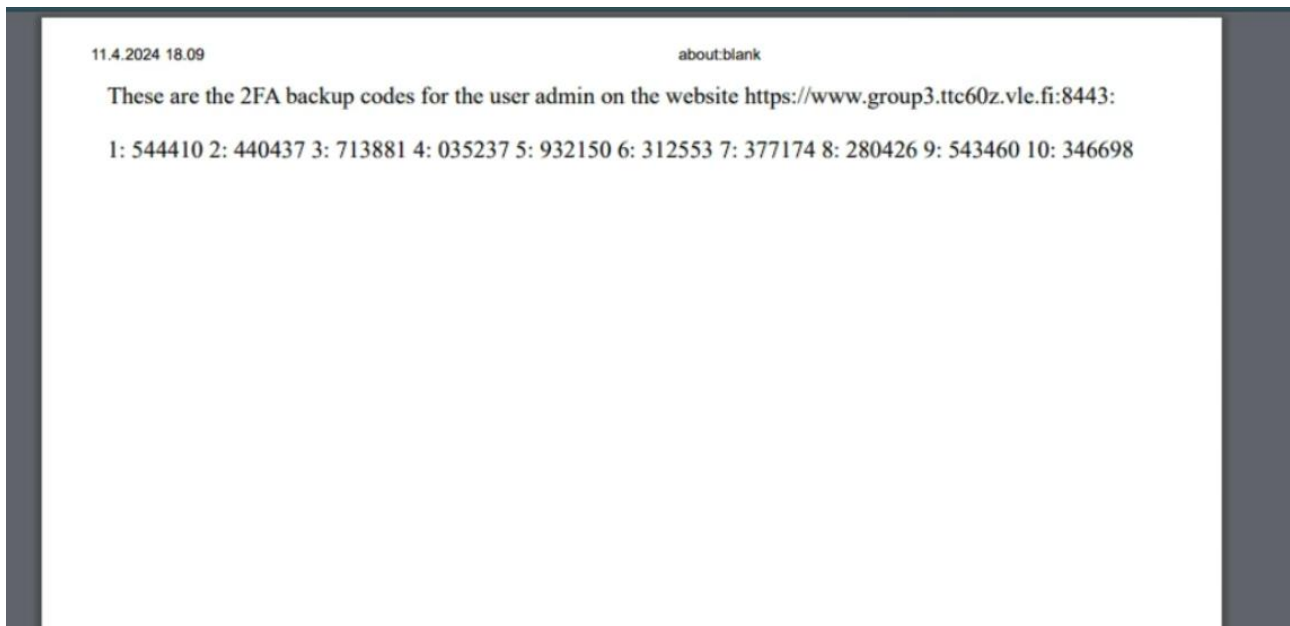 11.4.2024 18.09 about:blank
These are the 2FA backup codes for the user admin on the website https://www.group3.ttc60z.vle.fi:8443:
1: 544410 2: 440437 3: 713881 4: 035237 5: 932150 6: 312553 7: 377174 8: 280426 9: 543460 10: 346698